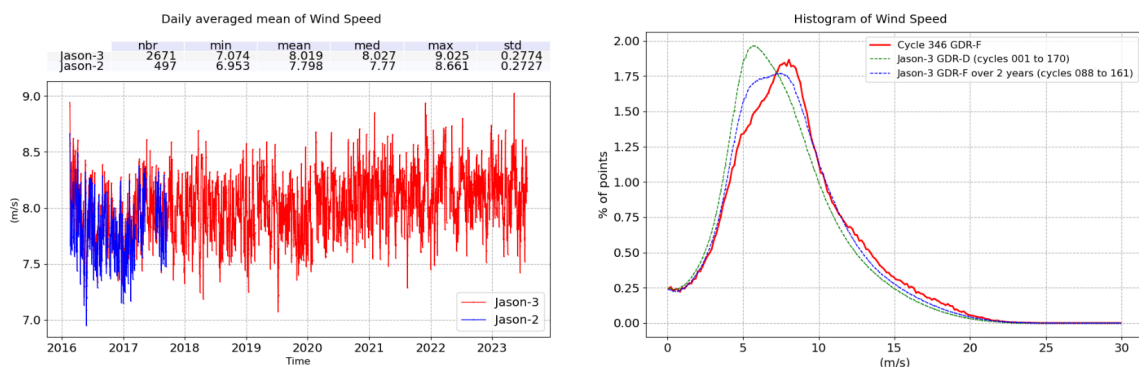 Daily averaged mean of Wind Speed
nbr min mean med max std
Jason-3 2671 7.074 8.019 8.027 9.025 0.2774
Jason-2 497 6.953 7.798 7.77 8.661 0.2727
9.0
8.5
8.0
7.5
7.0
(m/s)
Jason-3
Jason-2
2016 2017 2018 2019 2020 2021 2022 2023
Time
Histogram of Wind Speed
2.00
1.75
1.50
1.25
1.00
0.75
0.50
0.25
0.00
% of points
Cycle 346 GDR-F
Jason-3 GDR-D (cycles 001 to 170)
Jason-3 GDR-F over 2 years (cycles 088 to 161)
0 5 10 15 20 25 30
(m/s)